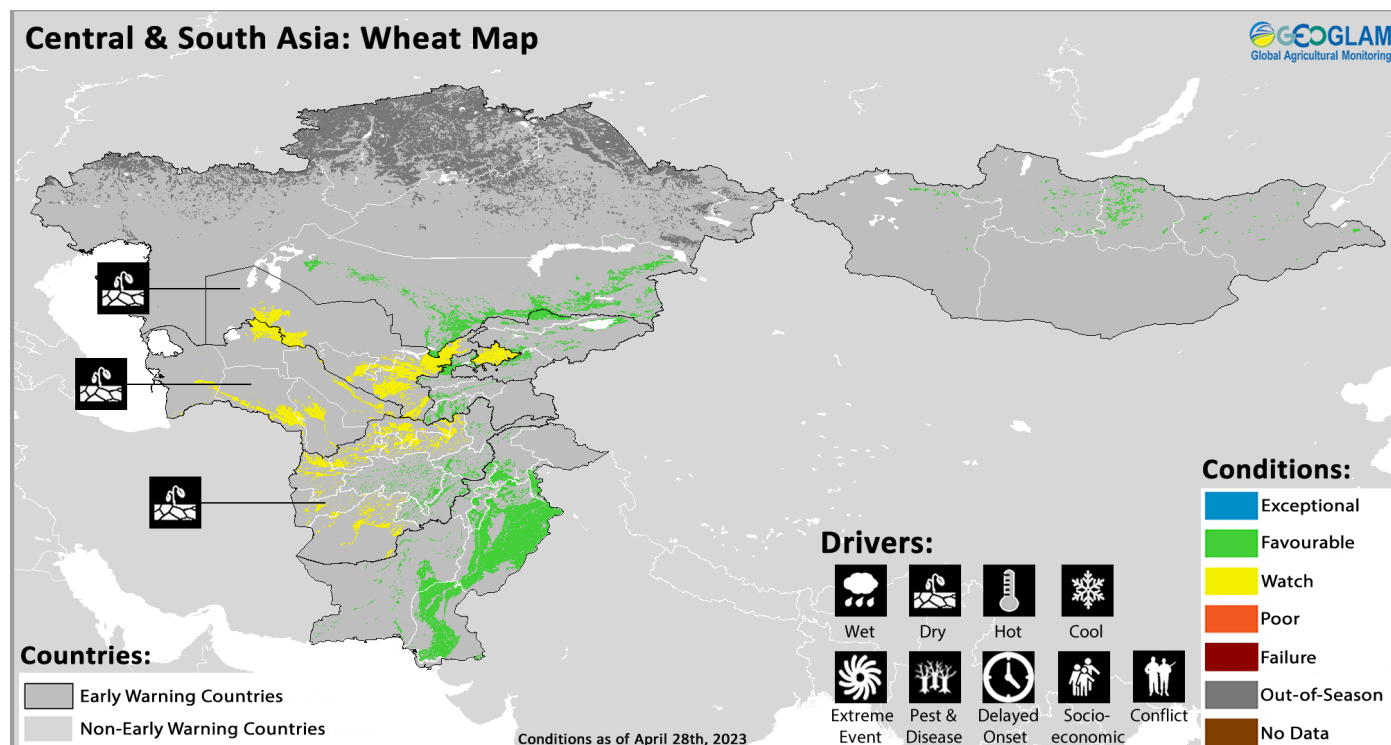 Central & South Asia: Wheat Map
GEOGLAM
Global Agricultural Monitoring
Conditions:
Exceptional
Favourable
Watch
Poor
Failure
Out-of-Season
No Data
Drivers:
Wet
Dry
Hot
Cool
Extreme
Event
Pest &
Disease
Delayed
Onset
Socio-
economic
Conflict
Countries:
Early Warning Countries
Non-Early Warning Countries
Conditions as of April 28th, 2023